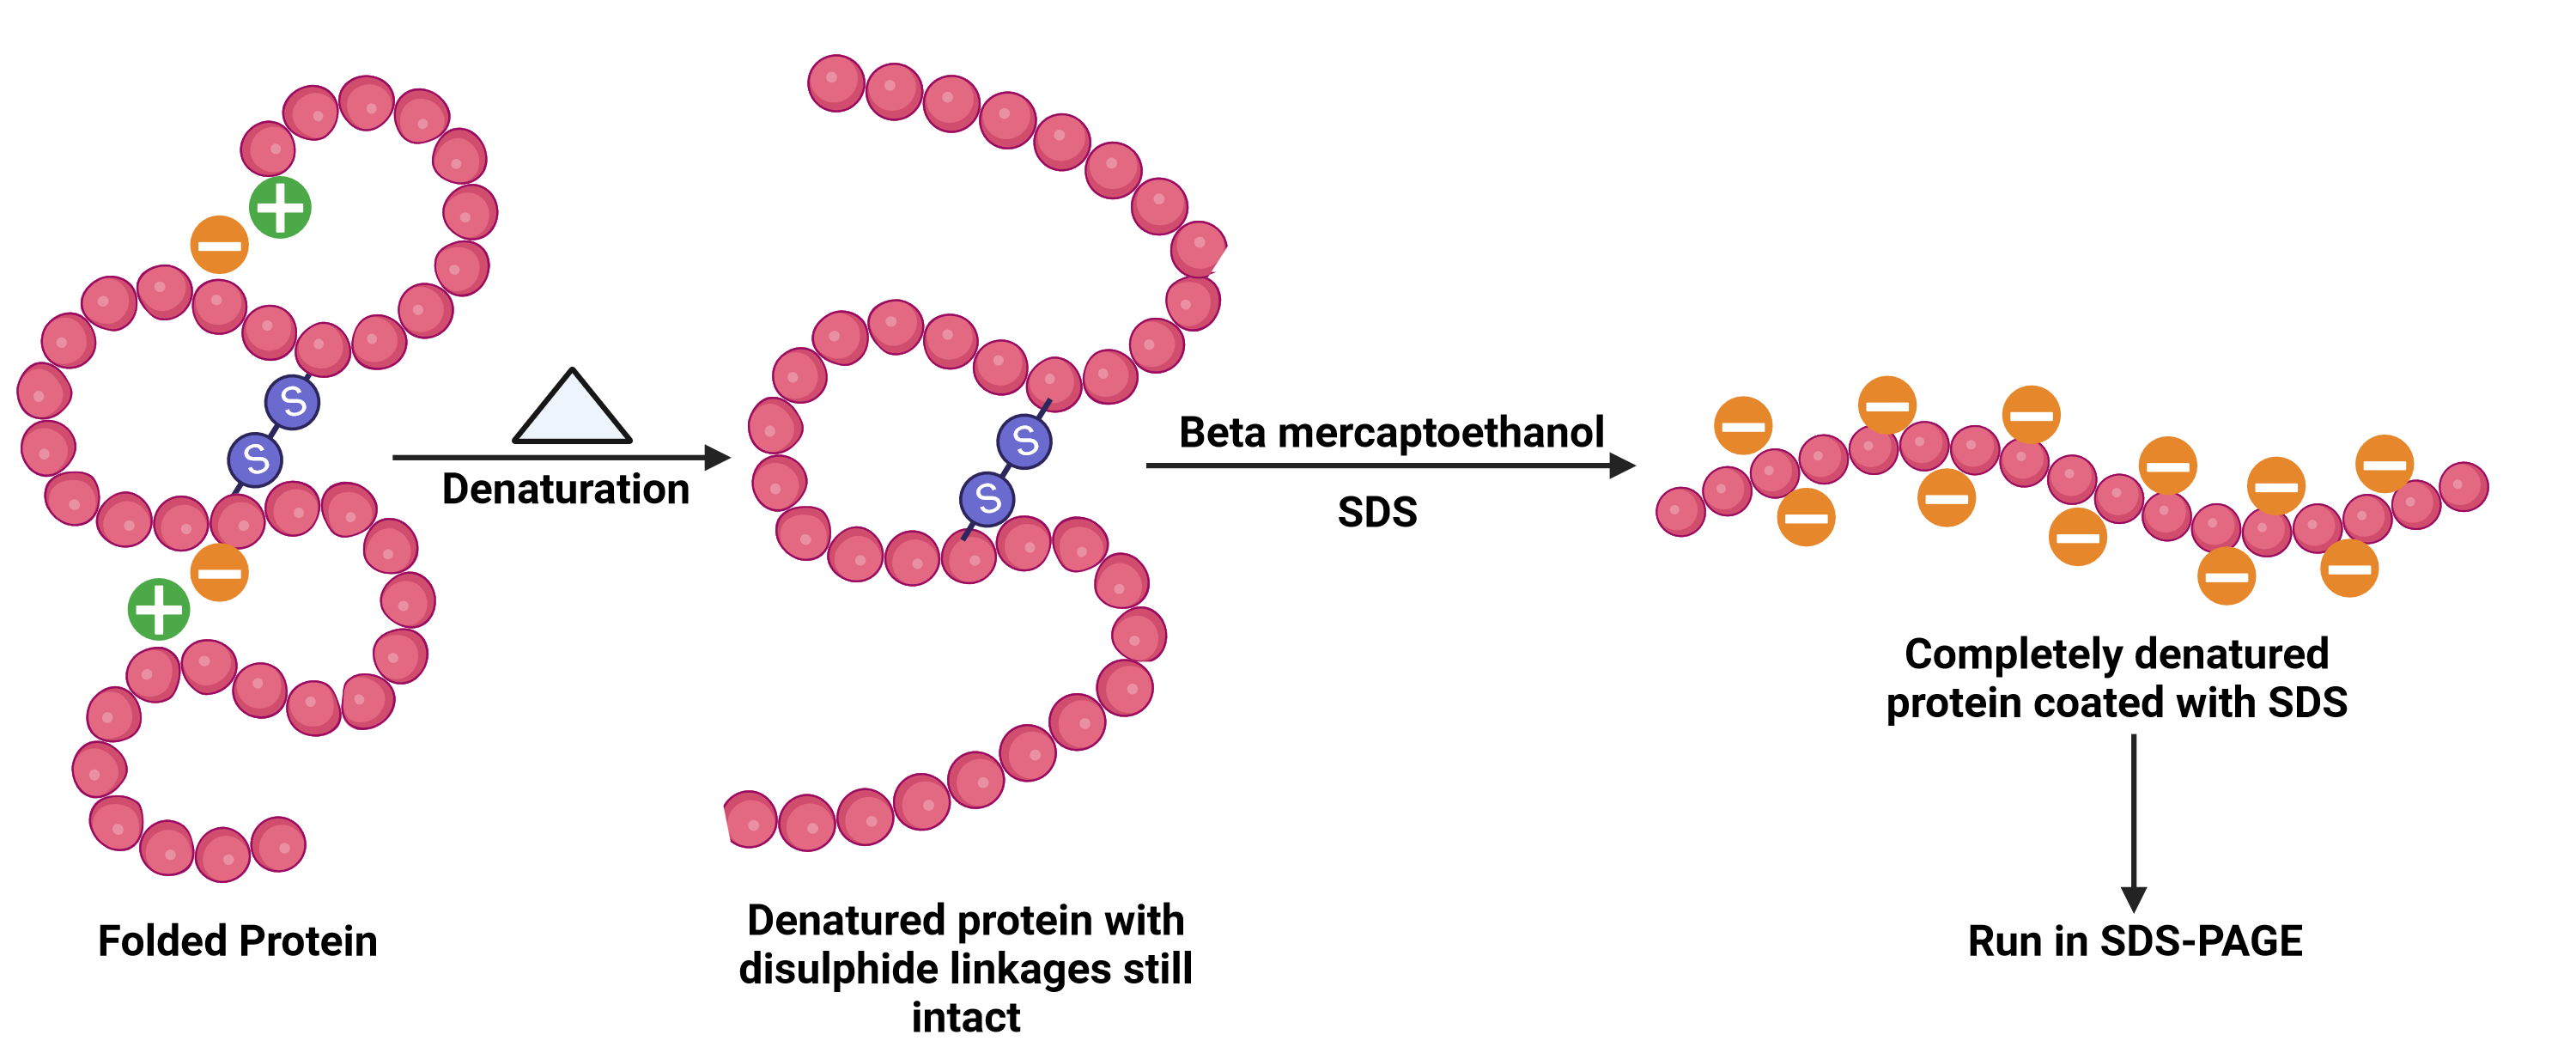 S
S
Denaturation
S
S
Beta mercaptoethanol
SDS
Completely denatured
protein coated with SDS
Folded Protein
Denatured protein with
disulphide linkages still
intact
Run in SDS-PAGE